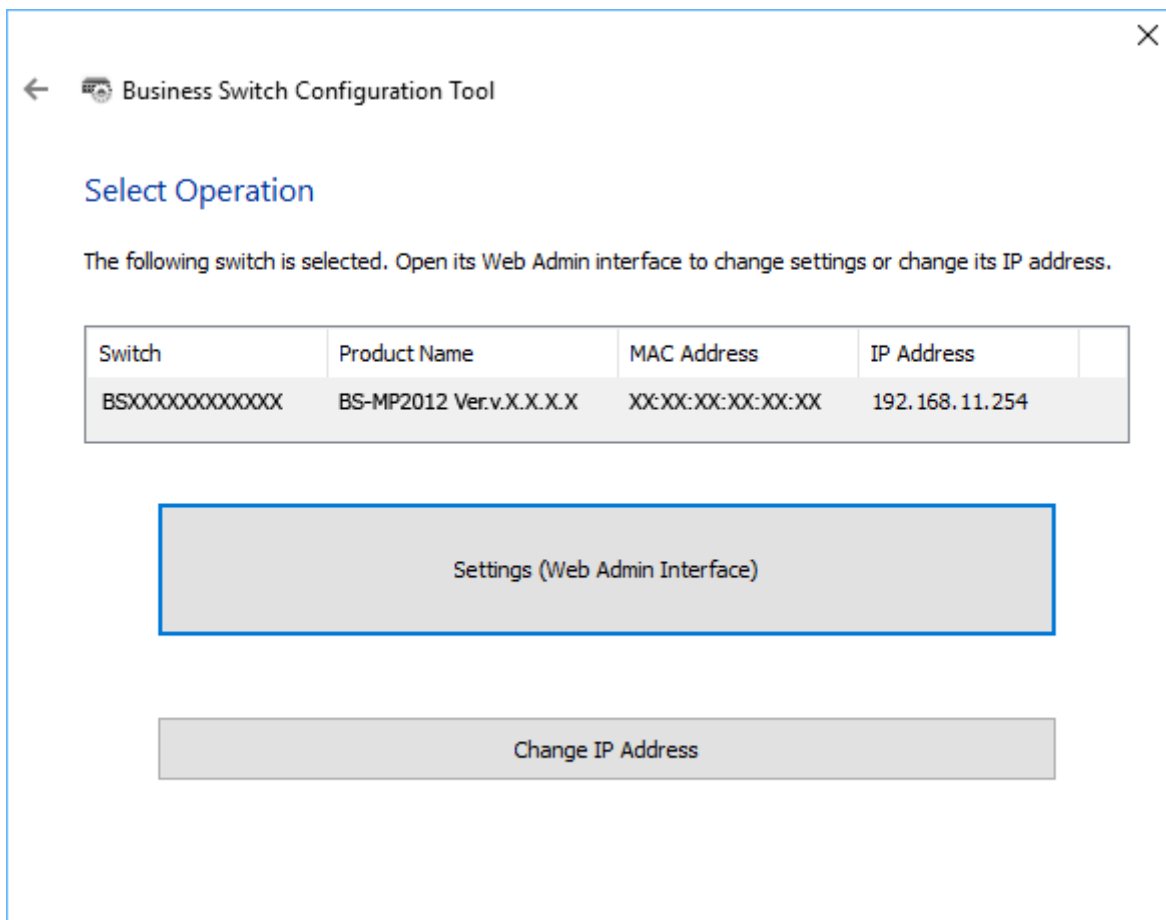 Business Switch Configuration Tool
Select Operation
The following switch is selected. Open its Web Admin interface to change settings or change its IP address.
Switch Product Name MAC Address IP Address
BSXXXXXXXXXXXX BS-MP2012 Ver.v.X.X.X.X XX:XX:XX:XX:XX:XX 192.168.11.254
Settings (Web Admin Interface)
Change IP Address